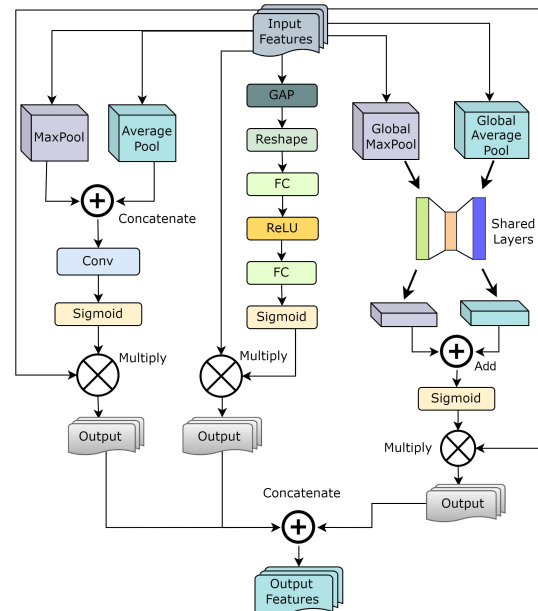 Input
Features
MaxPool
Average
Pool
Concatenate
Conv
Sigmoid
Multiply
Output
GAP
Reshape
FC
ReLU
FC
Sigmoid
Multiply
Output
Global
MaxPool
Global
Average
Pool
Shared
Layers
Add
Sigmoid
Multiply
Output
Concatenate
Output
Features